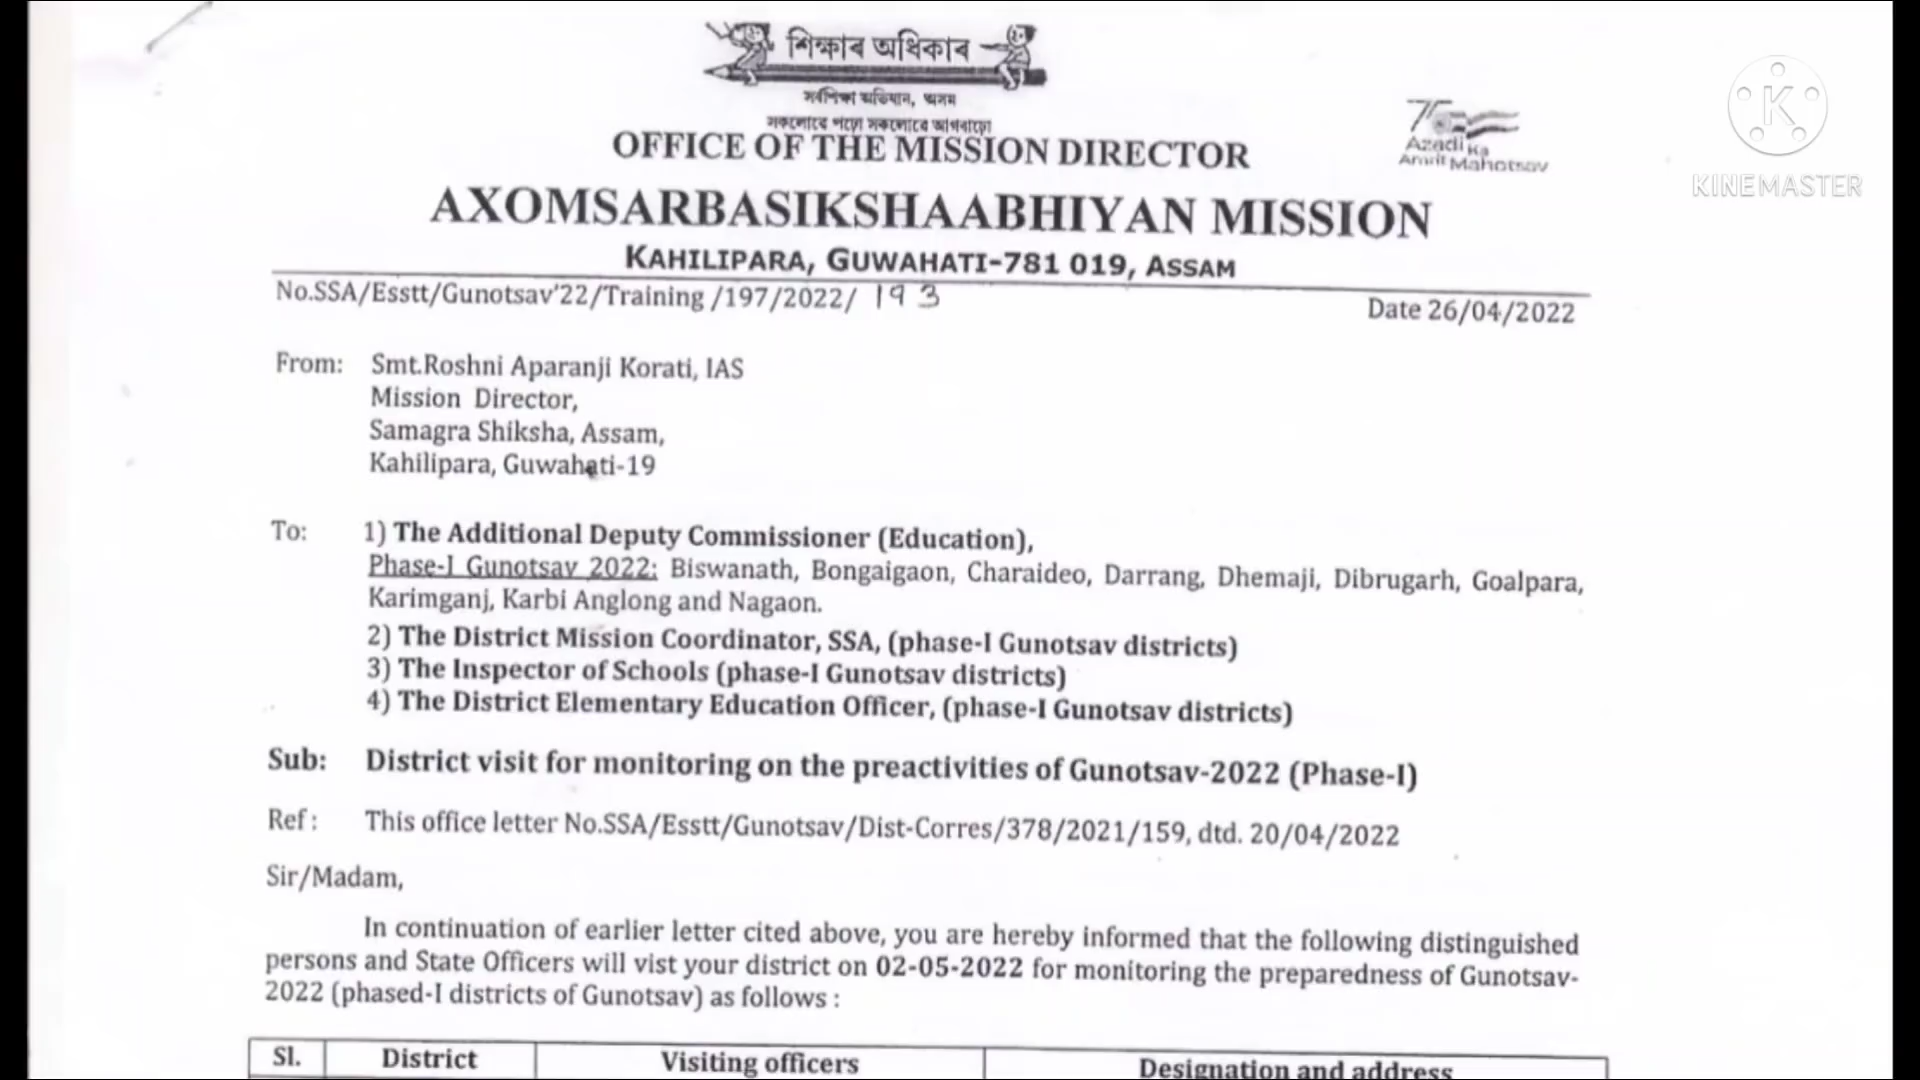 শিক্ষাৰ অধিকাৰ
সৰ্বশিক্ষা অভিযান, অসম
সকলোৱে পঢ়ো সকলোৱে আগবাঢ়ো
OFFICE OF THE MISSION DIRECTOR
AXOMSARBASIKSHAABHIYAN MISSION
KAHILIPARA, GUWAHATI-781 019, ASSAM
75
Azadi Ka
Amrit Mahotsav
K
KINEMASTER
No.SSA/Esstt/Gunotsav'22/Training /197/2022/ 193
Date 26/04/2022
From: Smt.Roshni Aparanji Korati, IAS
Mission Director,
Samagra Shiksha, Assam,
Kahilipara, Guwahati-19
To: 1) The Additional Deputy Commissioner (Education),
Phase-I Gunotsav 2022: Biswanath, Bongaigaon, Charaideo, Darrang, Dhemaji, Dibrugarh, Goalpara,
Karimganj, Karbi Anglong and Nagaon.
2) The District Mission Coordinator, SSA, (phase-I Gunotsav districts)
3) The Inspector of Schools (phase-I Gunotsav districts)
4) The District Elementary Education Officer, (phase-I Gunotsav districts)
Sub: District visit for monitoring on the preactivities of Gunotsav-2022 (Phase-I)
Ref: This office letter No.SSA/Esstt/Gunotsav/Dist-Corres/378/2021/159, dtd. 20/04/2022
Sir/Madam,
In continuation of earlier letter cited above, you are hereby informed that the following distinguished
persons and State Officers will vist your district on 02-05-2022 for monitoring the preparedness of Gunotsav-
2022 (phased-I districts of Gunotsav) as follows :
Sl. District Visiting officers Designation and address